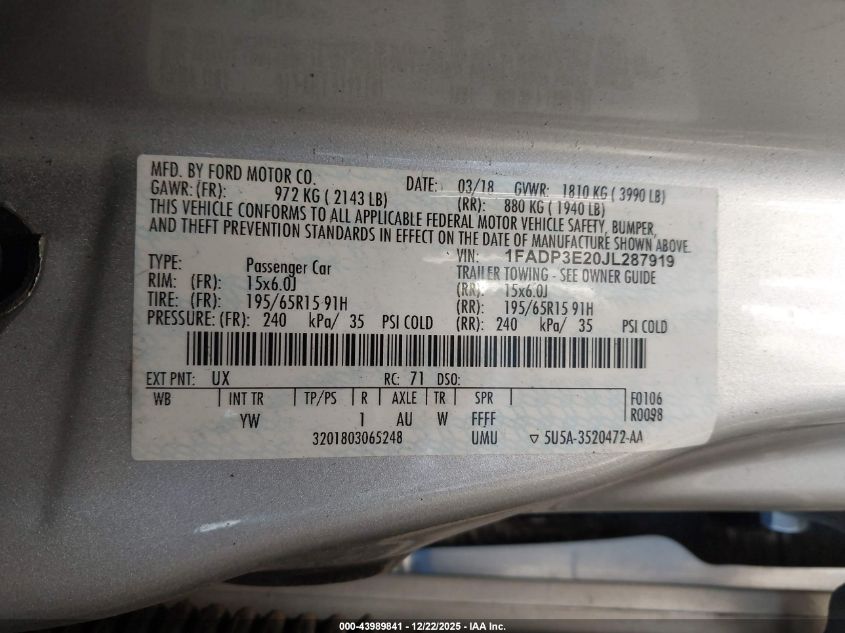 MFD. BY FORD MOTOR CO. DATE: 03/18 GVWR: 1810 KG ( 3990 LB)
GAWR: (FR): 972 KG ( 2143 LB) (RR): 880 KG ( 1940 LB)
THIS VEHICLE CONFORMS TO ALL APPLICABLE FEDERAL MOTOR VEHICLE SAFETY, BUMPER,
AND THEFT PREVENTION STANDARDS IN EFFECT ON THE DATE OF MANUFACTURE SHOWN ABOVE.
VIN: 1FADP3E20JL287919
TYPE: Passenger Car TRAILER TOWING - SEE OWNER GUIDE
RIM: (FR): 15x6.0J (RR): 15x6.0J
TIRE: (FR): 195/65R15 91H (RR): 195/65R15 91H
PRESSURE: (FR): 240 kPa/ 35 PSI COLD (RR): 240 kPa/ 35 PSI COLD
EXT PNT: UX RC: 71 DSO:
WB INT TR TP/PS R AXLE TR SPR F0106
YW 1 AU W FFFF R0098
3201803065248 UMU ▽ 5U5A-3520472-AA
000-43989841 - 12/22/2025 - IAA Inc.